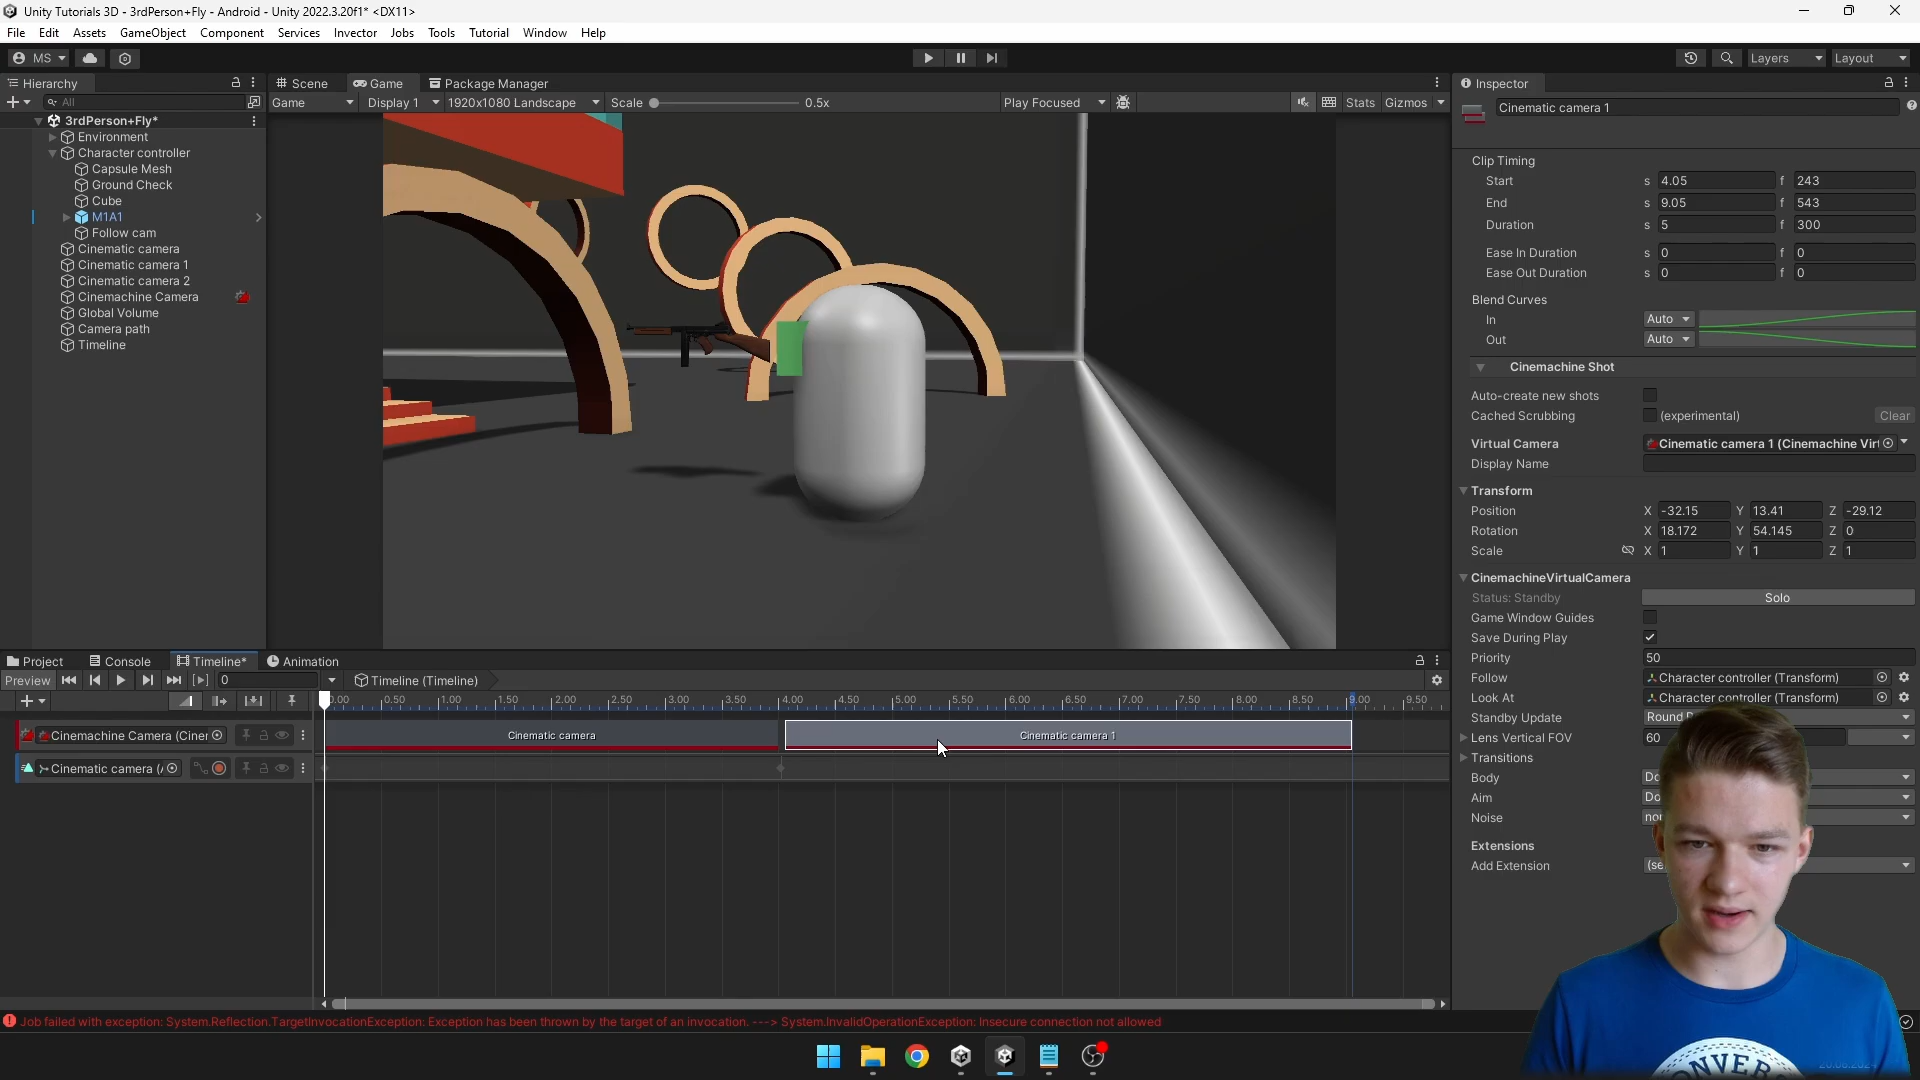 Unity Tutorials 3D - 3rdPerson+Fly - Android - Unity 2022.3.20f1* <DX11>
File Edit Assets GameObject Component Services Invector Jobs Tools Tutorial Window Help
MS Layers Layout
Hierarchy
All
3rdPerson+Fly*
Environment
Character controller
Capsule Mesh
Ground Check
Cube
M1A1
Follow cam
Cinematic camera
Cinematic camera 1
Cinematic camera 2
Cinemachine Camera
Global Volume
Camera path
Timeline
Scene Game Package Manager
Game Display 1 1920x1080 Landscape Scale 0.5x Play Focused Stats Gizmos
Inspector
Cinematic camera 1
Clip Timing
Start s 4.05 f 243
End s 9.05 f 543
Duration s 5 f 300
Ease In Duration s 0 f 0
Ease Out Duration s 0 f 0
Blend Curves
In Auto
Out Auto
Cinemachine Shot
Auto-create new shots
Cached Scrubbing (experimental) Clear
Virtual Camera Cinematic camera 1 (Cinemachine Vir
Display Name
Transform
Position X -32.15 Y 13.41 Z -29.12
Rotation X 18.172 Y 54.145 Z 0
Scale X 1 Y 1 Z 1
CinemachineVirtualCamera
Status: Standby Solo
Game Window Guides
Save During Play
Priority 50
Follow Character controller (Transform)
Look At Character controller (Transform)
Standby Update Round
Lens Vertical FOV 60
Transitions
Body Do
Aim Do
Noise
Extensions
Add Extension (se
Project Console Timeline* Animation
Preview 0 Timeline (Timeline)
0.00 0.50 1.00 1.50 2.00 2.50 3.00 3.50 4.00 4.50 5.00 5.50 6.00 6.50 7.00 7.50 8.00 8.50 9.00 9.50
Cinemachine Camera (Ciner Cinematic camera Cinematic camera 1
Cinematic camera (
Job failed with exception: System.Reflection.TargetInvocationException: Exception has been thrown by the target of an invocation. ---> System.InvalidOperationException: Insecure connection not allowed
CONVERS